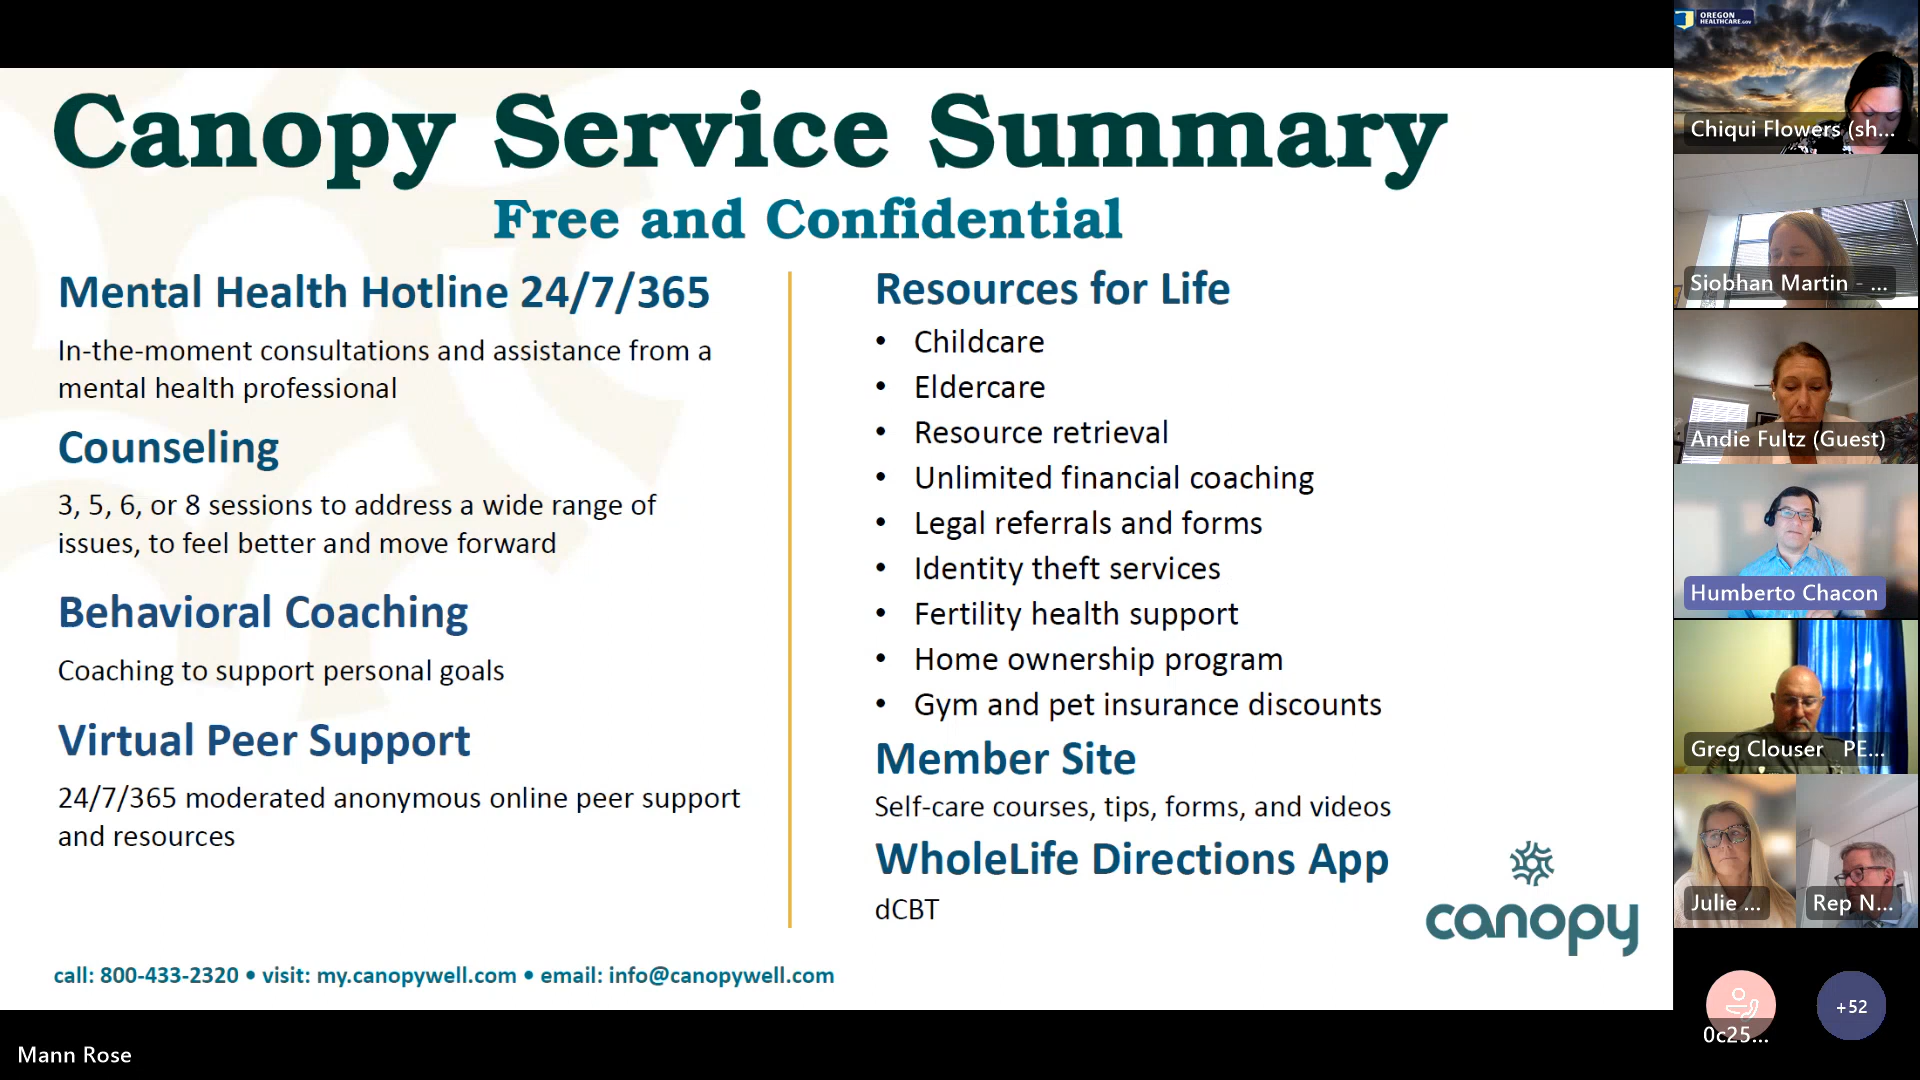 Canopy Service Summary
Free and Confidential
Mental Health Hotline 24/7/365
In-the-moment consultations and assistance from a
mental health professional
Counseling
3, 5, 6, or 8 sessions to address a wide range of
issues, to feel better and move forward
Behavioral Coaching
Coaching to support personal goals
Virtual Peer Support
24/7/365 moderated anonymous online peer support
and resources
Resources for Life
• Childcare
• Eldercare
• Resource retrieval
• Unlimited financial coaching
• Legal referrals and forms
• Identity theft services
• Fertility health support
• Home ownership program
• Gym and pet insurance discounts
Member Site
Self-care courses, tips, forms, and videos
WholeLife Directions App
dCBT
canopy
call: 800-433-2320 • visit: my.canopywell.com • email: info@canopywell.com
Mann Rose
OREGON
HEALTHCARE.GOV
Chiqui Flowers (sh...
Siobhan Martin - ...
Andie Fultz (Guest)
Humberto Chacon
Greg Clouser PE...
Julie ...
Rep N...
0c25...
+52